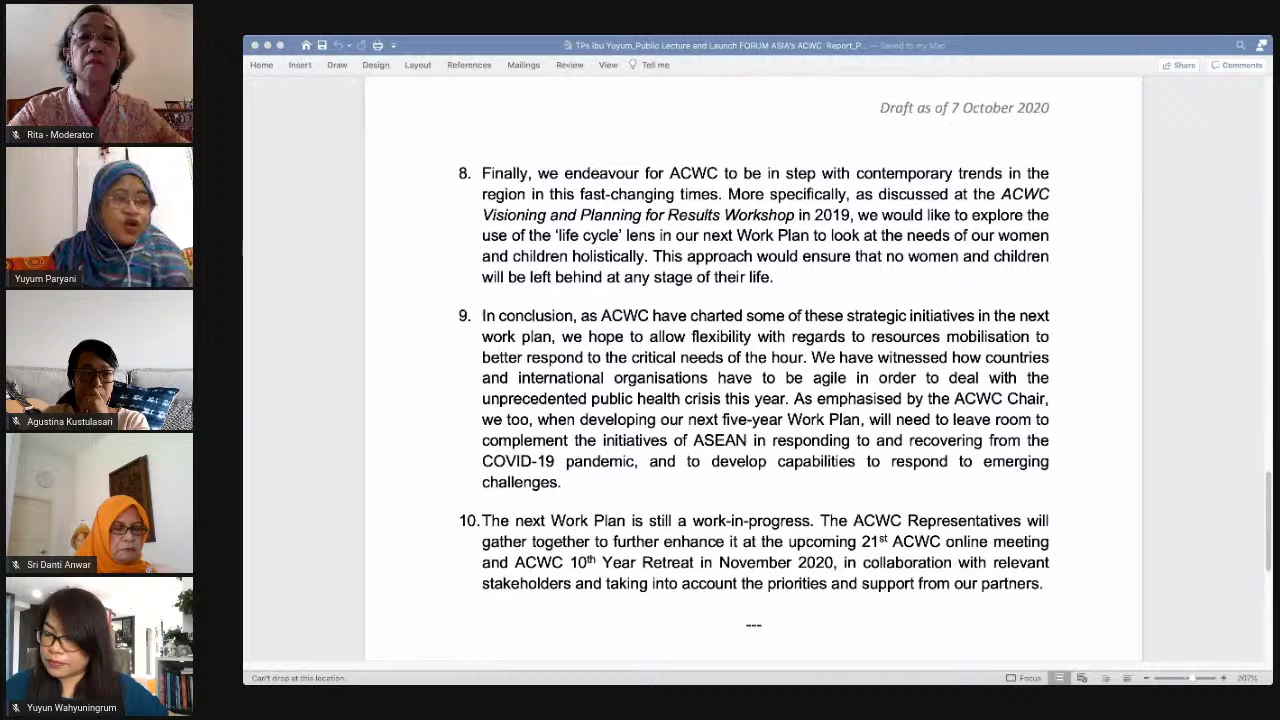 Rita - Moderator
Yuyum Paryani
Agustina Kustulasari
Sri Danti Anwar
Yuyun Wahyuningrum
TPs Ibu Yuyum_Public Lecture and Launch FORUM ASIA's ACWC Report_P... — Saved to my Mac
Home Insert Draw Design Layout References Mailings Review View Tell me Share Comments
Draft as of 7 October 2020
8. Finally, we endeavour for ACWC to be in step with contemporary trends in the
region in this fast-changing times. More specifically, as discussed at the ACWC
Visioning and Planning for Results Workshop in 2019, we would like to explore the
use of the ‘life cycle’ lens in our next Work Plan to look at the needs of our women
and children holistically. This approach would ensure that no women and children
will be left behind at any stage of their life.
9. In conclusion, as ACWC have charted some of these strategic initiatives in the next
work plan, we hope to allow flexibility with regards to resources mobilisation to
better respond to the critical needs of the hour. We have witnessed how countries
and international organisations have to be agile in order to deal with the
unprecedented public health crisis this year. As emphasised by the ACWC Chair,
we too, when developing our next five-year Work Plan, will need to leave room to
complement the initiatives of ASEAN in responding to and recovering from the
COVID-19 pandemic, and to develop capabilities to respond to emerging
challenges.
10. The next Work Plan is still a work-in-progress. The ACWC Representatives will
gather together to further enhance it at the upcoming 21st ACWC online meeting
and ACWC 10th Year Retreat in November 2020, in collaboration with relevant
stakeholders and taking into account the priorities and support from our partners.
---
Can't drop at this location. Focus 207%